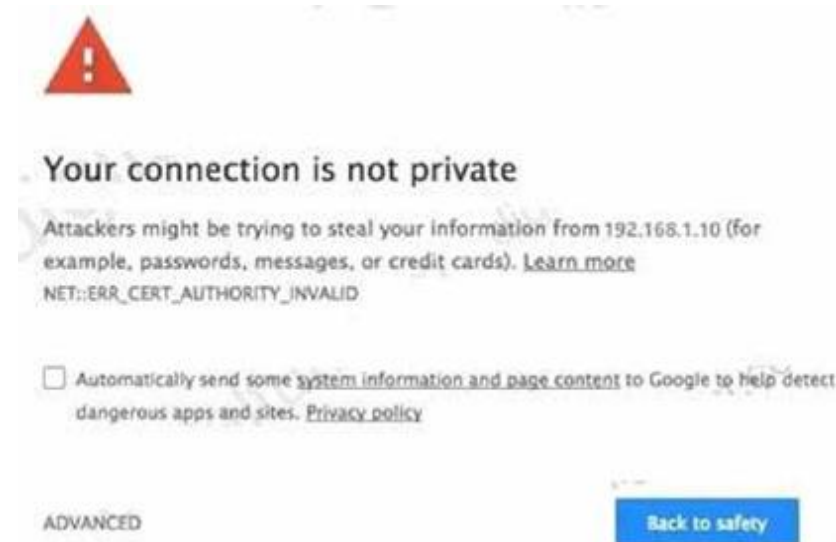 Your connection is not private
Attackers might be trying to steal your information from 192.168.1.10 (for
example, passwords, messages, or credit cards). Learn more
NET::ERR_CERT_AUTHORITY_INVALID
Automatically send some system information and page content to Google to help detect
dangerous apps and sites. Privacy policy
ADVANCED
Back to safety